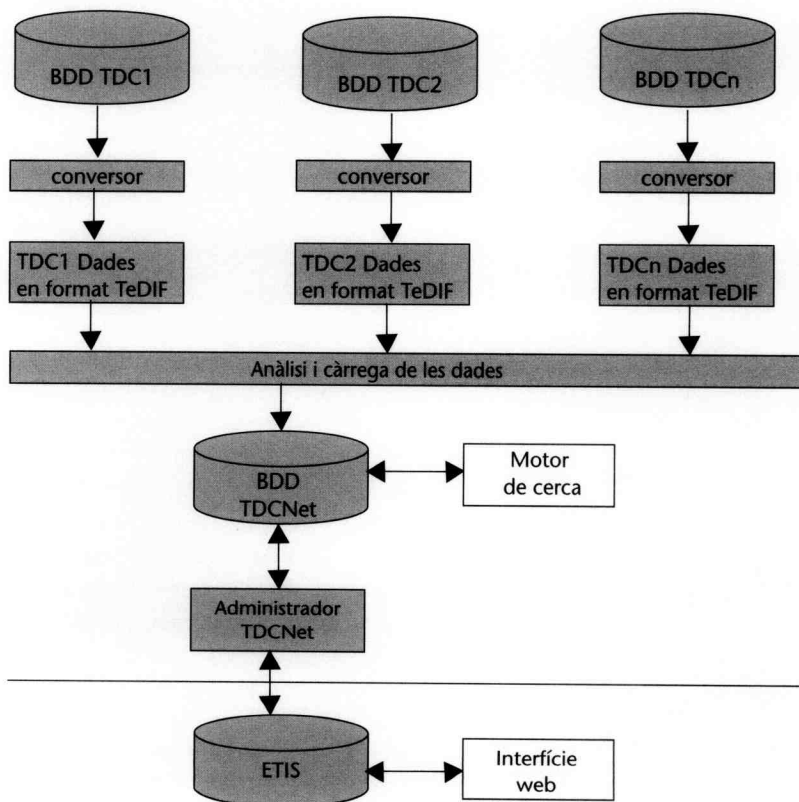 BDD TDC1
BDD TDC2
BDD TDCn
conversor
conversor
conversor
TDC1 Dades
en format TeDIF
TDC2 Dades
en format TeDIF
TDCn Dades
en format TeDIF
Anàlisi i càrrega de les dades
BDD
TDCNet
Motor
de cerca
Administrador
TDCNet
ETIS
Interfície
web